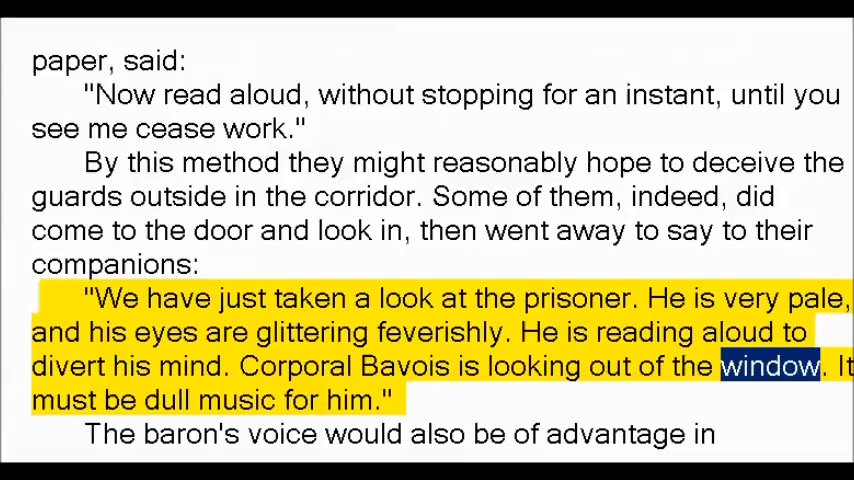 paper, said:
"Now read aloud, without stopping for an instant, until you
see me cease work."
By this method they might reasonably hope to deceive the
guards outside in the corridor. Some of them, indeed, did
come to the door and look in, then went away to say to their
companions:
"We have just taken a look at the prisoner. He is very pale,
and his eyes are glittering feverishly. He is reading aloud to
divert his mind. Corporal Bavois is looking out of the window. It
must be dull music for him."
The baron's voice would also be of advantage in